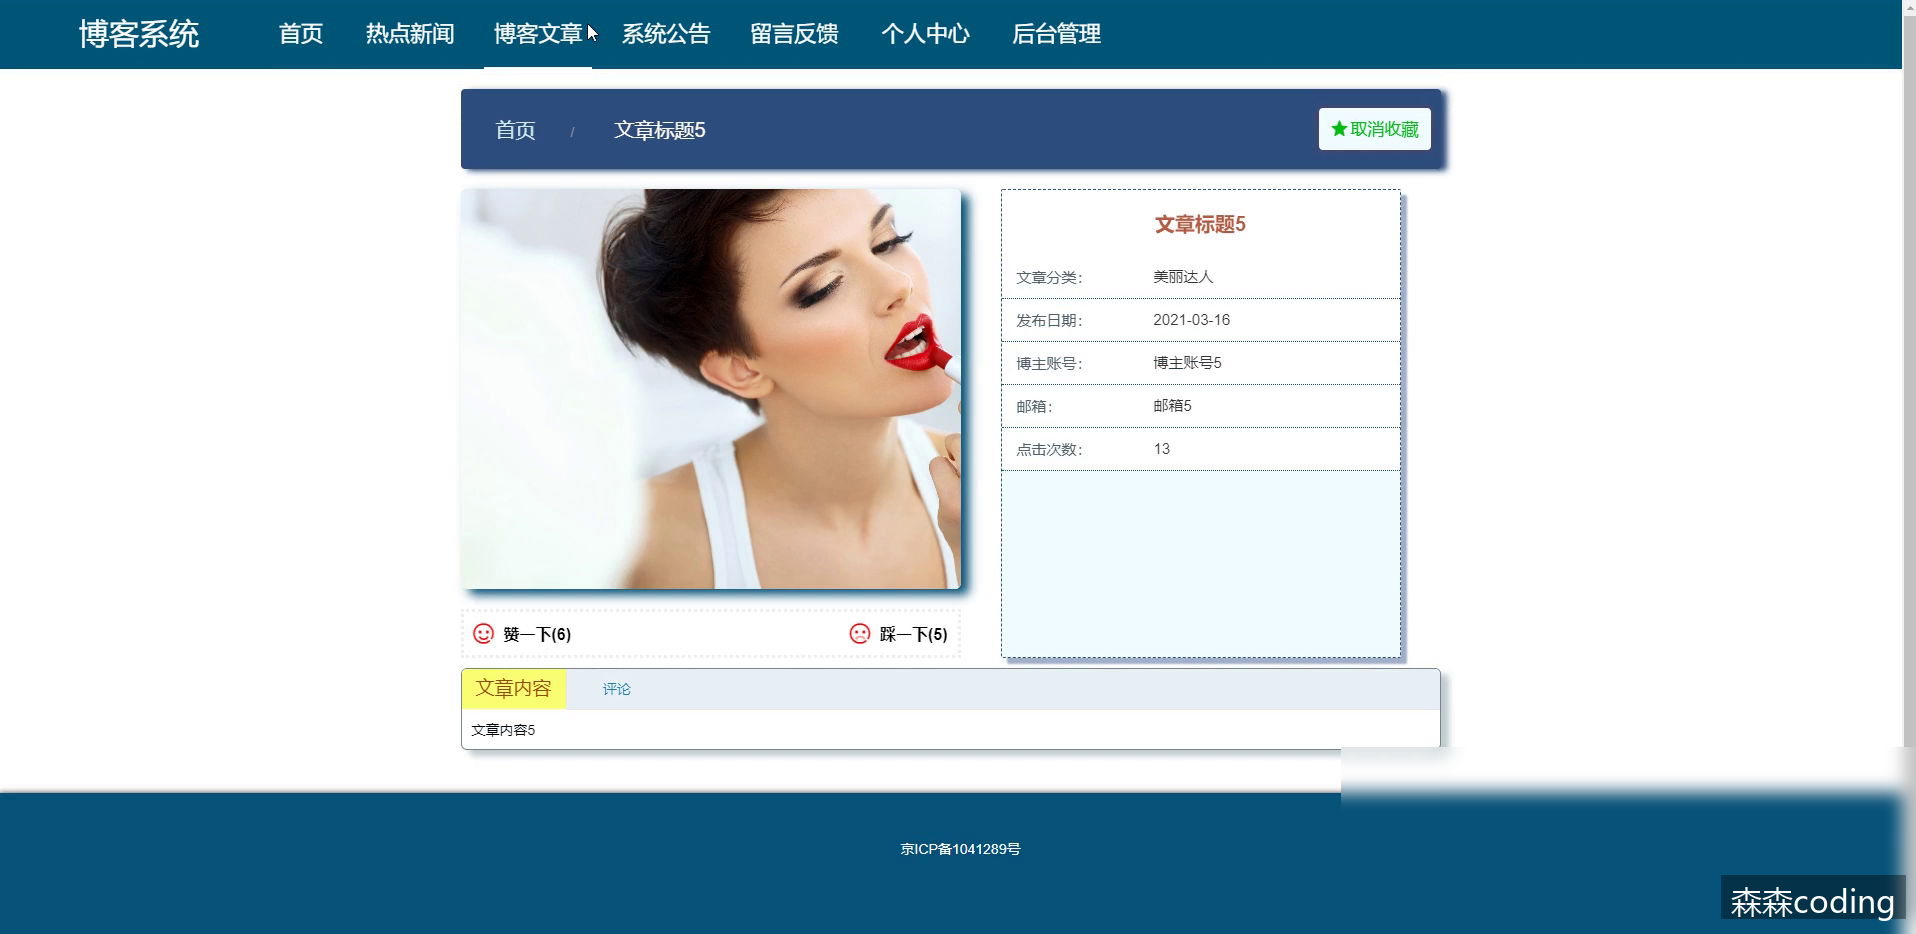 博客系统 首页 热点新闻 博客文章 系统公告 留言反馈 个人中心 后台管理
首页 / 文章标题5 取消收藏
文章标题5
文章分类: 美丽达人
发布日期: 2021-03-16
博主账号: 博主账号5
邮箱: 邮箱5
点击次数: 13
赞一下(6) 踩一下(5)
文章内容 评论
文章内容5
京ICP备1041289号
森森coding